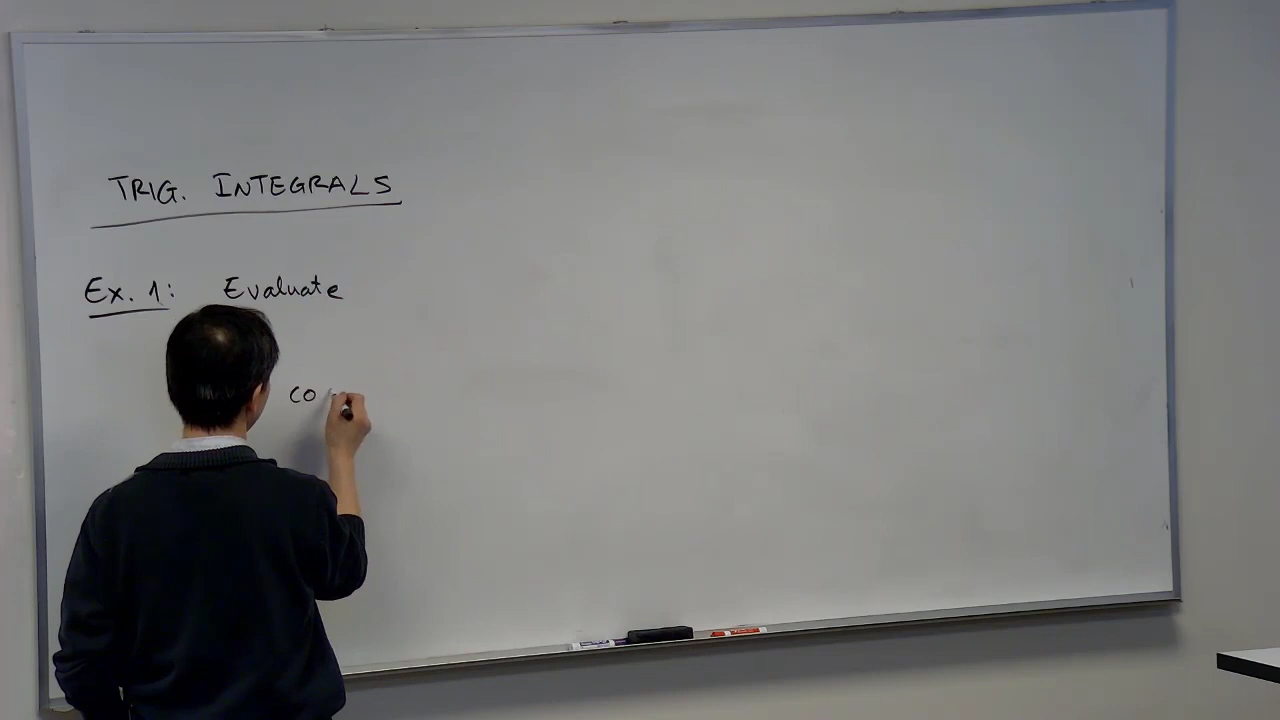 TRIG. INTEGRALS
Ex. 1: Evaluate
co